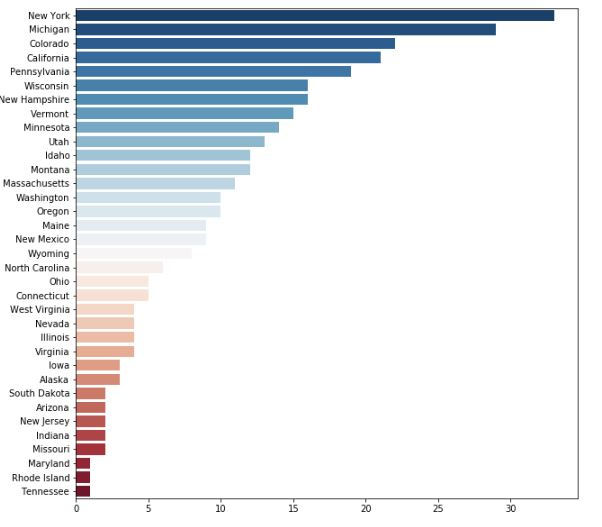 New York
Michigan
Colorado
California
Pennsylvania
Wisconsin
New Hampshire
Vermont
Minnesota
Utah
Idaho
Montana
Massachusetts
Washington
Oregon
Maine
New Mexico
Wyoming
North Carolina
Ohio
Connecticut
West Virginia
Nevada
Illinois
Virginia
Iowa
Alaska
South Dakota
Arizona
New Jersey
Indiana
Missouri
Maryland
Rhode Island
Tennessee
0 5 10 15 20 25 30